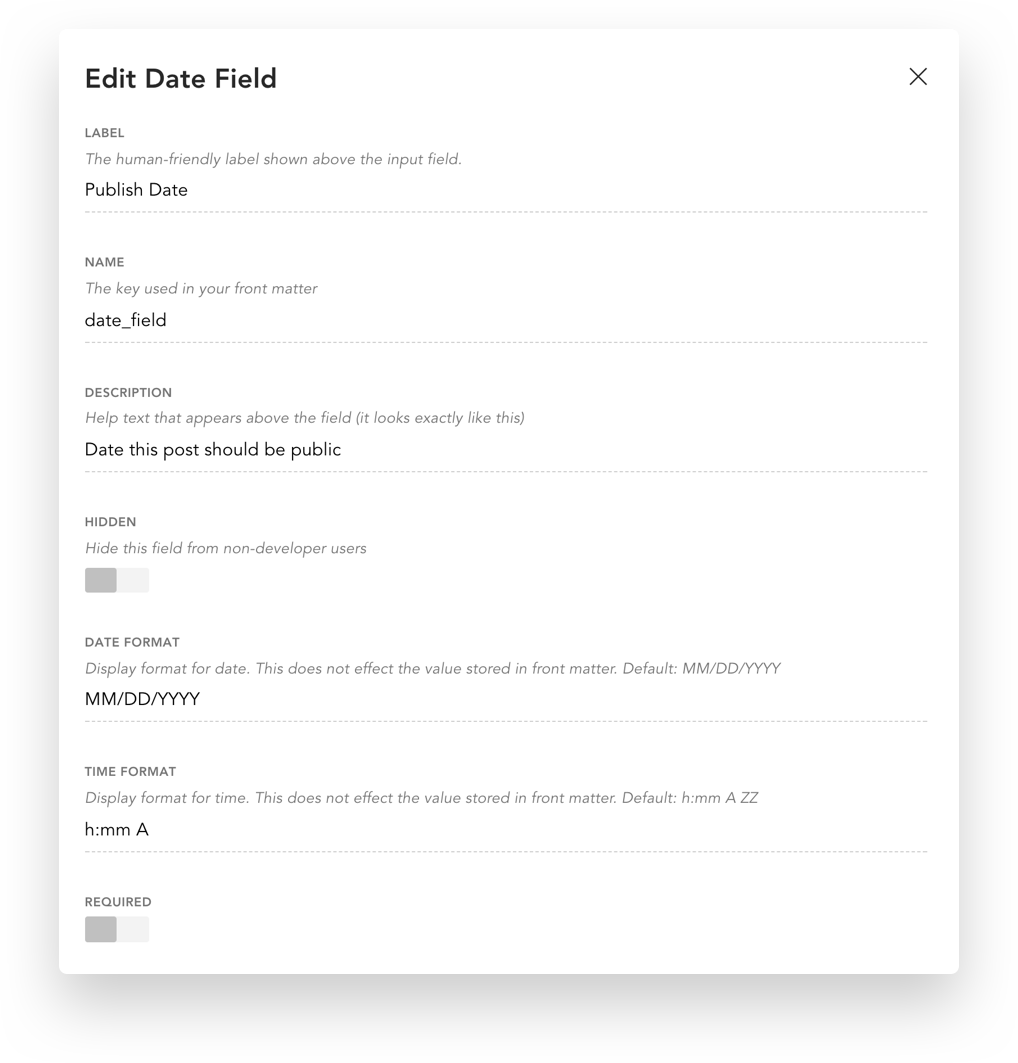 Edit Date Field
LABEL
The human-friendly label shown above the input field.
Publish Date
NAME
The key used in your front matter
date_field
DESCRIPTION
Help text that appears above the field (it looks exactly like this)
Date this post should be public
HIDDEN
Hide this field from non-developer users
DATE FORMAT
Display format for date. This does not effect the value stored in front matter. Default: MM/DD/YYYY
MM/DD/YYYY
TIME FORMAT
Display format for time. This does not effect the value stored in front matter. Default: h:mm A ZZ
h:mm A
REQUIRED